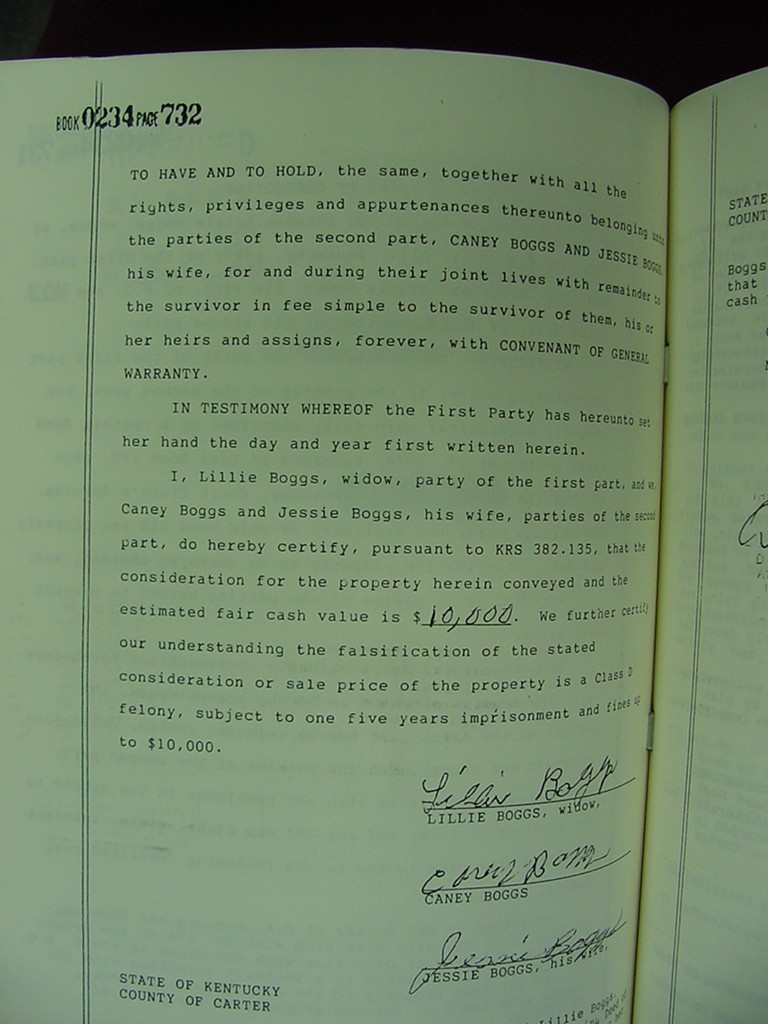 BOOK 0234 PAGE 732
TO HAVE AND TO HOLD, the same, together with all the
rights, privileges and appurtenances thereunto belonging unto
the parties of the second part, CANEY BOGGS AND JESSIE BOGGS,
his wife, for and during their joint lives with remainder to
the survivor in fee simple to the survivor of them, his or
her heirs and assigns, forever, with CONVENANT OF GENERAL
WARRANTY.
IN TESTIMONY WHEREOF the First Party has hereunto set
her hand the day and year first written herein.
I, Lillie Boggs, widow, party of the first part, and we,
Caney Boggs and Jessie Boggs, his wife, parties of the second
part, do hereby certify, pursuant to KRS 382.135, that the
consideration for the property herein conveyed and the
estimated fair cash value is $10,000. We further certify
our understanding the falsification of the stated
consideration or sale price of the property is a Class D
felony, subject to one five years imprisonment and fines up
to $10,000.
Lillie Boggs
LILLIE BOGGS, widow,
Caney Boggs
CANEY BOGGS
Jessie Boggs
JESSIE BOGGS, his wife,
STATE OF KENTUCKY
COUNTY OF CARTER
Lillie Boggs,
Deed of
her
STATE
COUNT
Boggs
that
cash